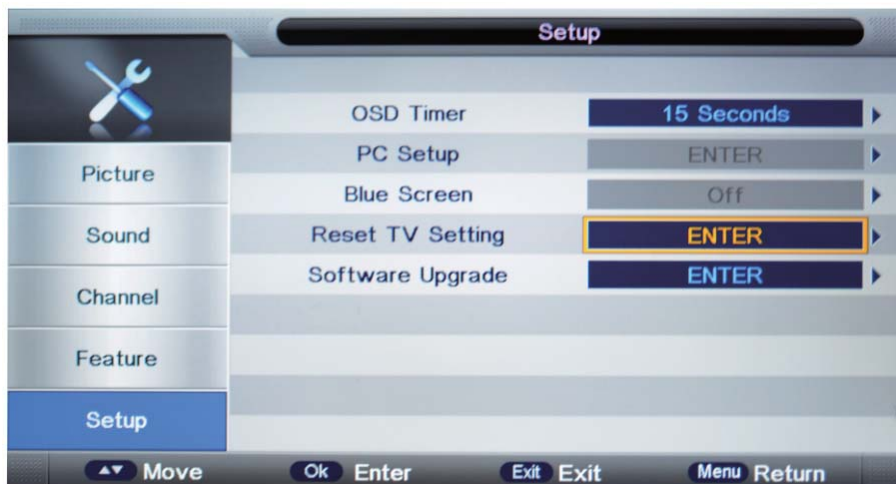 Setup
OSD Timer 15 Seconds
PC Setup ENTER
Blue Screen Off
Reset TV Setting ENTER
Software Upgrade ENTER
Picture
Sound
Channel
Feature
Setup
Move Ok Enter Exit Exit Menu Return